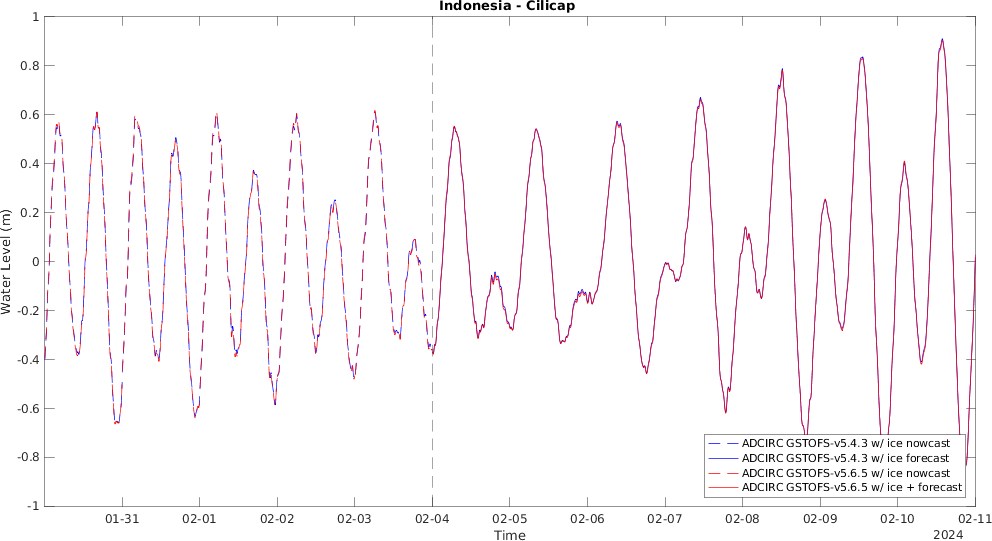 Indonesia - Cilicap
1
0.8
0.6
0.4
0.2
0
-0.2
-0.4
-0.6
-0.8
-1
Water Level (m)
ADCIRC GSTOFS-v5.4.3 w/ ice nowcast
ADCIRC GSTOFS-v5.4.3 w/ ice forecast
ADCIRC GSTOFS-v5.6.5 w/ ice nowcast
ADCIRC GSTOFS-v5.6.5 w/ ice + forecast
01-31 02-01 02-02 02-03 02-04 02-05 02-06 02-07 02-08 02-09 02-10 02-11
Time
2024